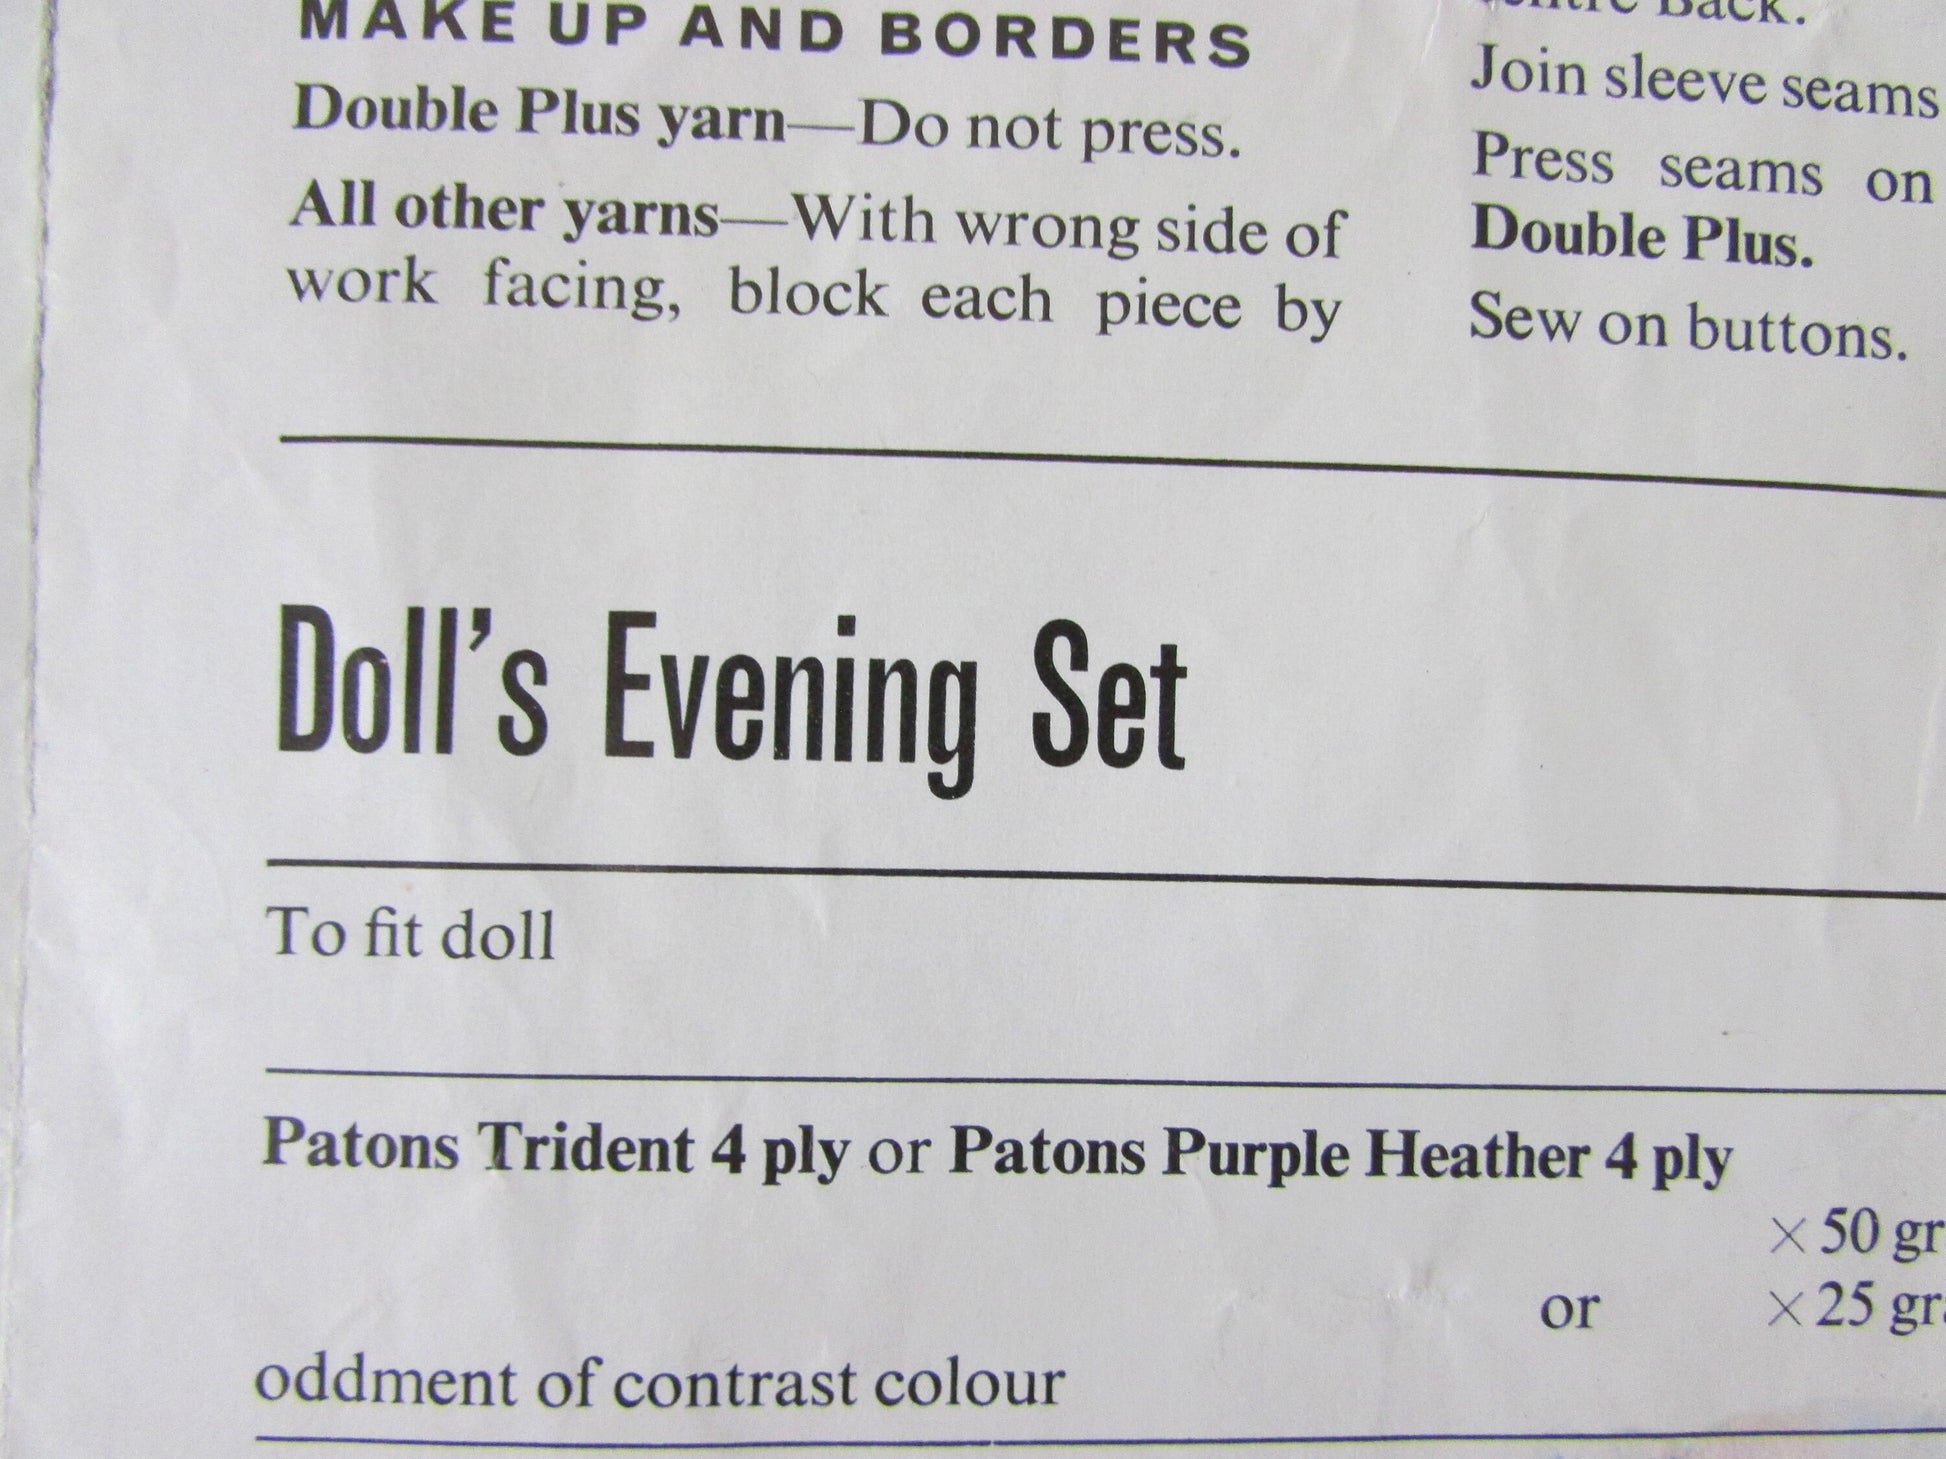 MAKE UP AND BORDERS
Double Plus yarn—Do not press.
All other yarns—With wrong side of
work facing, block each piece by
Back.
Join sleeve seams
Press seams on
Double Plus.
Sew on buttons.
Doll's Evening Set
To fit doll
Patons Trident 4 ply or Patons Purple Heather 4 ply
× 50 gr
or × 25 gr
oddment of contrast colour